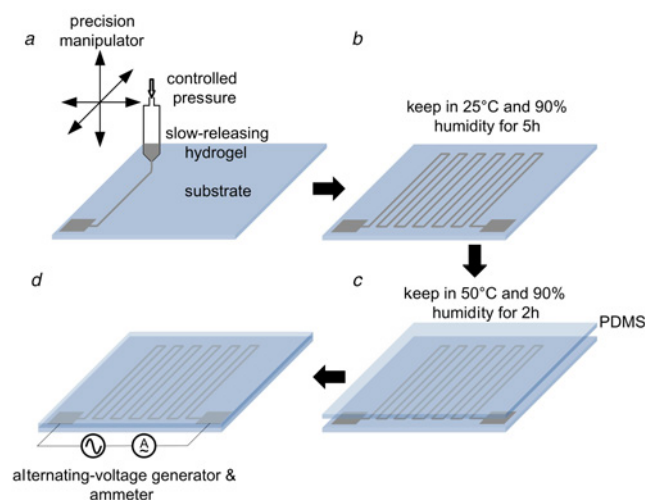 a
precision
manipulator
controlled
pressure
slow-releasing
hydrogel
substrate
b
keep in 25°C and 90%
humidity for 5h
d
c
keep in 50°C and 90%
humidity for 2h
PDMS
A
alternating-voltage generator &
ammeter